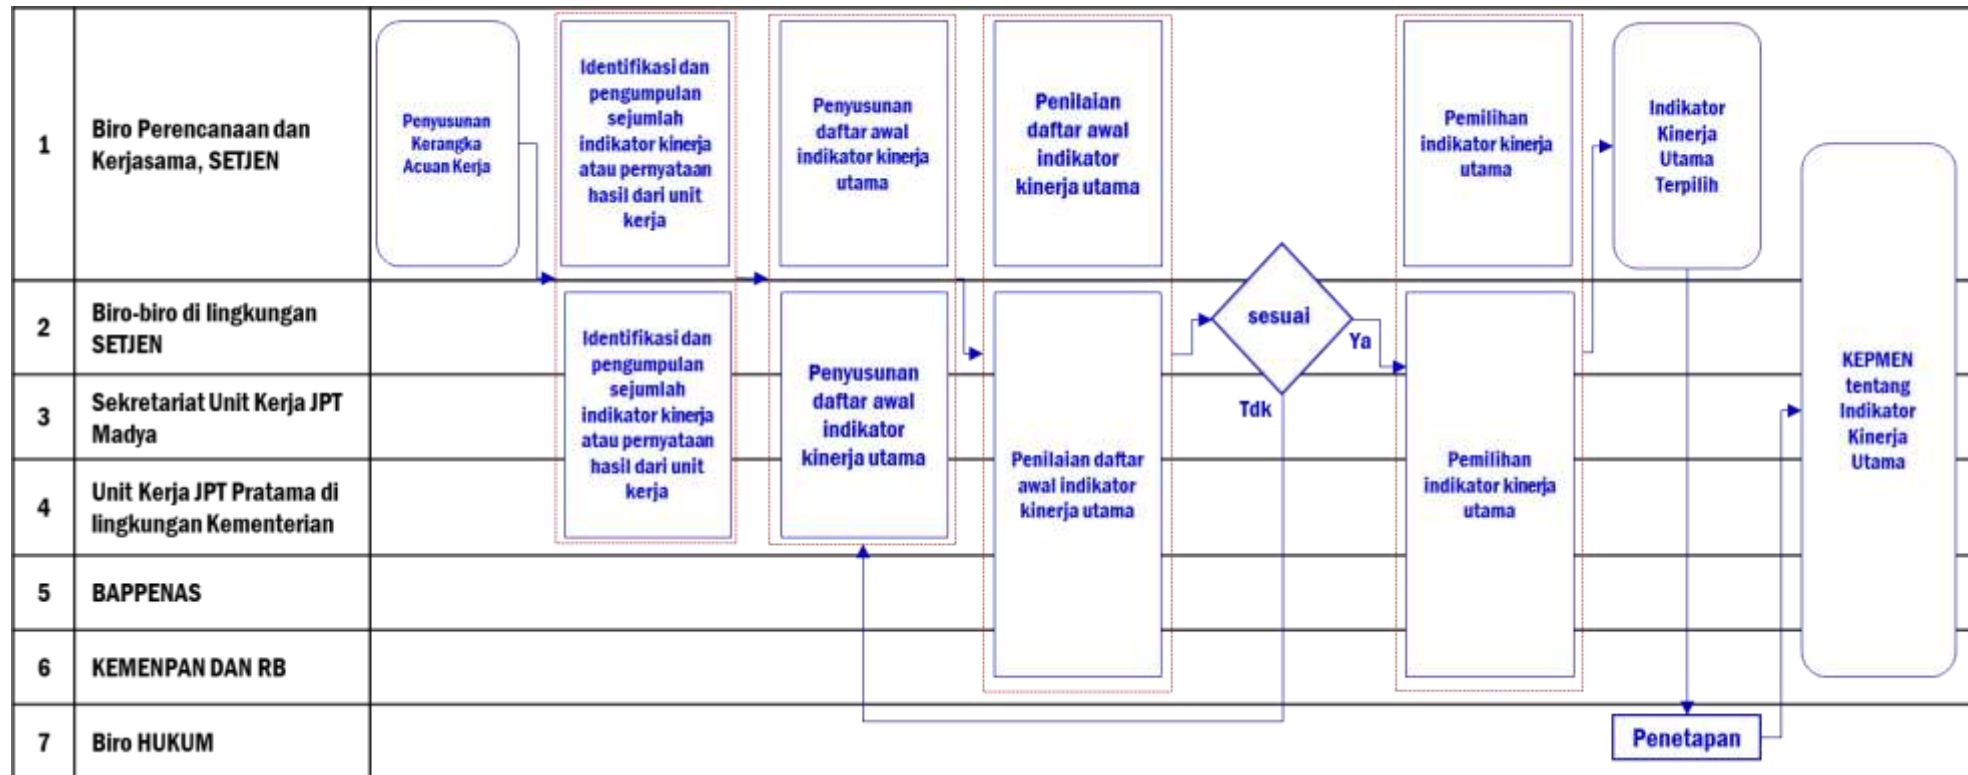 1
Biro Perencanaan dan
Kerjasama, SETJEN
Penyusunan
Kerangka
Acuan Kerja
Identifikasi dan
pengumpulan
sejumlah
indikator kinerja
atau pernyataan
hasil dari unit
kerja
Penyusunan
daftar awal
indikator kinerja
utama
Penilaian
daftar awal
indikator
kinerja utama
Pemilihan
indikator kinerja
utama
Indikator
Kinerja
Utama
Terpilih
2
Biro-biro di lingkungan
SETJEN
Identifikasi dan
pengumpulan
sejumlah
indikator kinerja
atau pernyataan
hasil dari unit
kerja
Penyusunan
daftar awal
indikator
kinerja utama
Penilaian daftar
awal indikator
kinerja utama
sesuai
Ya
Tdk
Pemilihan
indikator kinerja
utama
KEPMEN
tentang
Indikator
Kinerja
Utama
3
Sekretariat Unit Kerja JPT
Madya
4
Unit Kerja JPT Pratama di
lingkungan Kementerian
5
BAPPENAS
6
KEMENPAN DAN RB
7
Biro HUKUM
Penetapan